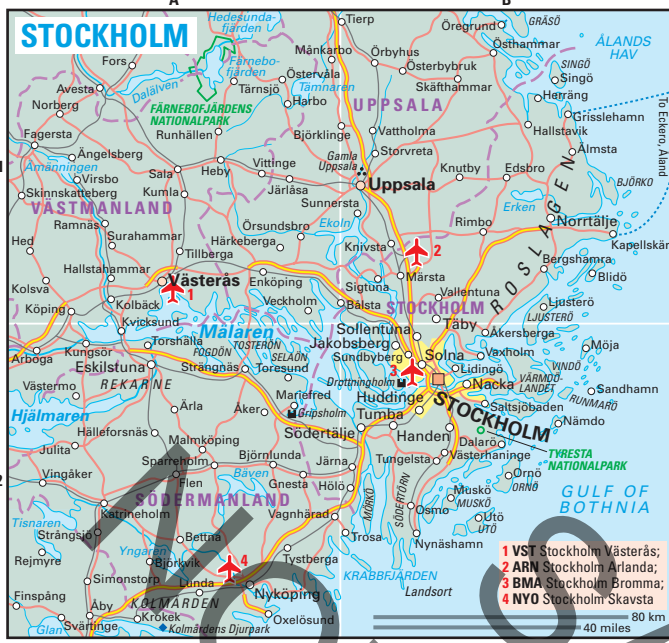 A
B
STOCKHOLM
Hedesunda-
fjärden
Tierp
Öregrund
GRÄSÖ
Fors
Månkarbo
Örbyhus
Östhammar
ÅLANDS
HAV
Färnebo-
fjärden
Österbybruk
SINGÖ
Östervåla
Avesta
Dalälven
Tärnsjö
Tämnaren
Skäfthammar
Singö
Norberg
Harbo
UPPSALA
Herräng
FÄRNEBOFJÄRDENS
NATIONALPARK
Grisslehamn
To Eckerö, Åland
Fagersta
Runhällen
Björklinge
Vattholma
Hallstavik
Ängelsberg
Gamla
Uppsala
Storvreta
Älmsta
1
Åmänningen
Sala
Heby
Vittinge
Knutby
Edsbro
BJÖRKÖ
Virsbo
Skinnskatteberg
Kumla
Järlåsa
Uppsala
VÄSTMANLAND
Sunnersta
Erken
Ramnäs
Örsundsbro
Ekoln
Rimbo
Norrtälje
Hed
Surahammar
Härkeberga
Knivsta
2
ROSLAGEN
Kapellskär
Tillberga
Bergshamra
Hallstahammar
Västerås
Enköping
Sigtuna
Märsta
Blidö
Kolsva
1
Vallentuna
Köping
Kolbäck
Veckholm
Bålsta
STOCKHOLM
Ljusterö
LJUSTERÖ
Kvicksund
Mälaren
Sollentuna
Täby
Åkersberga
Torshälla
TOSTERÖN
Jakobsberg
Arboga
Kungsör
FOGDÖN
SELAÖN
Sundbyberg
Solna
Vaxholm
Möja
Eskilstuna
Strängnäs
Toresund
3
Lidingö
VINDÖ
REKARNE
Drottningholm
VÄRMDÖ-
LANDET
Västermo
Mariefred
Nacka
Sandhamn
Gripsholm
Huddinge
STOCKHOLM
RUNMARÖ
Hjälmaren
Ärla
Åker
Tumba
Saltsjöbaden
Nämdo
Hälleforsnäs
Södertälje
Handen
Julita
Malmköping
Dalarö
TYRESTA
NATIONALPARK
2
Vingåker
Sparreholm
Björnlunda
Järna
Tungelsta
Västerhaninge
Flen
Båven
Gnesta
Hölö
Ornö
ORNÖ
SÖDERMANLAND
MÖRKÖ
SÖDERTÖRN
Muskö
MUSKÖ
GULF OF
BOTHNIA
Tisnaren
Katrineholm
Vagnhärad
Osmo
Utö
UTÖ
Strångsjö
Bettna
Trosa
Nynäshamn
Yngaren
Rejmyre
Björkvik
4
Tystberga
1 VST Stockholm Västerås;
2 ARN Stockholm Arlanda;
3 BMA Stockholm Bromma;
4 NYO Stockholm Skavsta
Simonstorp
Lunda
KRABBFJÄRDEN
Landsort
Finspång
KOLMÅRDEN
Nyköping
Åby
Krokek
Oxelösund
80 km
Glan
Svärtinge
Kolmårdens Djurpark
40 miles